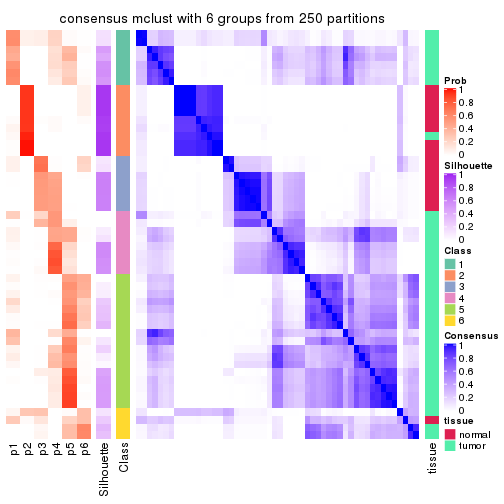 consensus mclust with 6 groups from 250 partitions
Prob
1
0.8
0.6
0.4
0.2
0
Silhouette
1
0.8
0.6
0.4
0.2
0
Class
1
2
3
4
5
6
Consensus
1
0.8
0.6
0.4
0.2
0
tissue
normal
tumor
p1
p2
p3
p4
p5
p6
Silhouette
Class
tissue